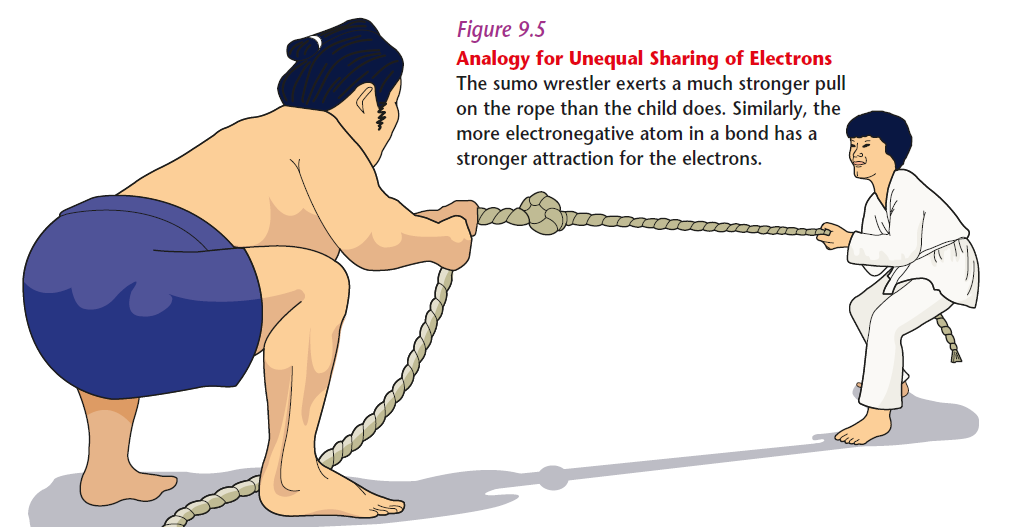 Figure 9.5
Analogy for Unequal Sharing of Electrons
The sumo wrestler exerts a much stronger pull
on the rope than the child does. Similarly, the
more electronegative atom in a bond has a
stronger attraction for the electrons.